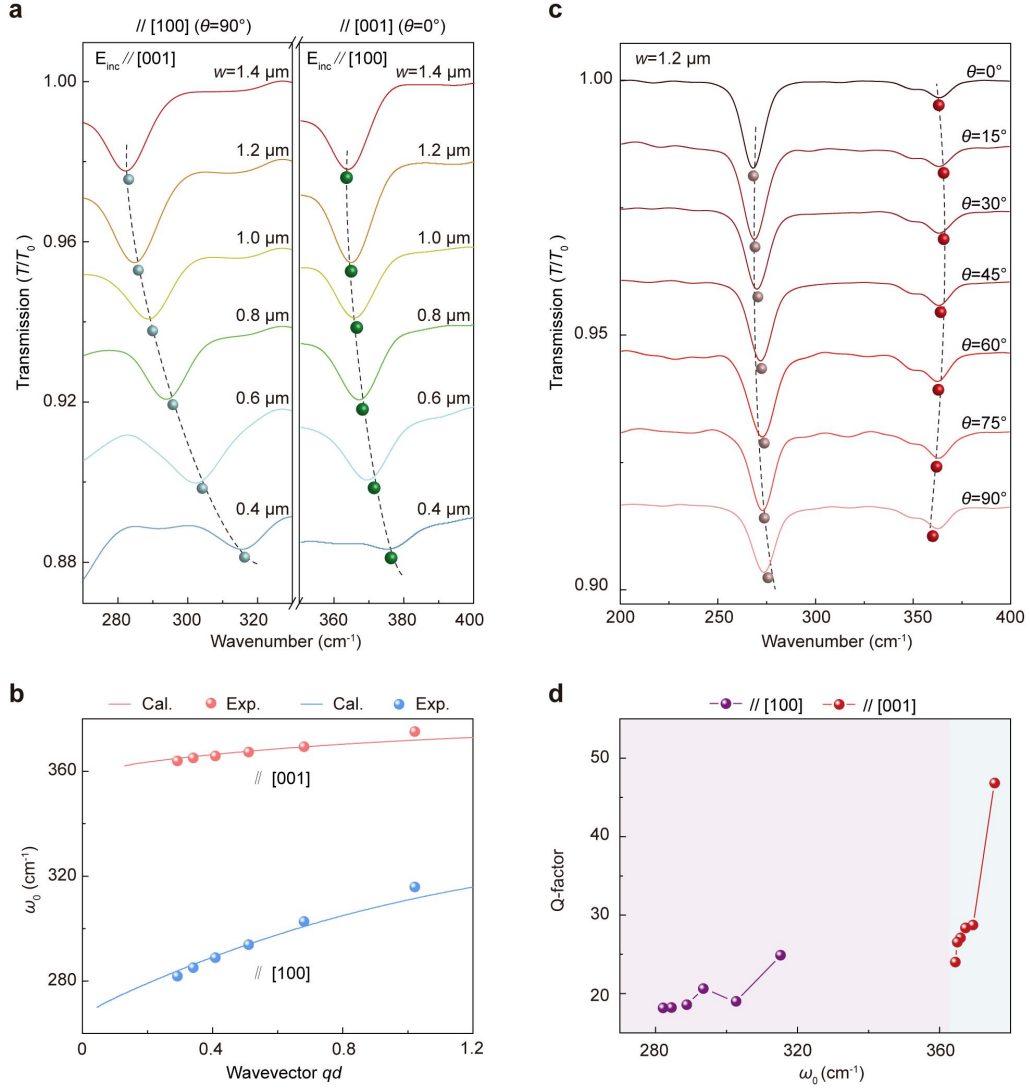 a
// [100] (θ=90°)
// [001] (θ=0°)
E_inc // [001]
E_inc // [100]
w=1.4 μm
w=1.4 μm
1.2 μm
1.2 μm
1.0 μm
1.0 μm
0.8 μm
0.8 μm
0.6 μm
0.6 μm
0.4 μm
0.4 μm
1.00
0.96
0.92
0.88
Transmission (T/T_0)
280
300
320
360
380
400
Wavenumber (cm⁻¹)
Wavenumber (cm⁻¹)
c
w=1.2 μm
θ=0°
θ=15°
θ=30°
θ=45°
θ=60°
θ=75°
θ=90°
1.00
0.95
0.90
Transmission (T/T_0)
200
250
300
350
400
Wavenumber (cm⁻¹)
b
Cal.
Exp.
Cal.
Exp.
// [001]
// [100]
360
320
280
ω_0 (cm⁻¹)
0
0.4
0.8
1.2
Wavevector qd
d
// [100]
// [001]
50
40
30
20
Q-factor
280
320
360
ω_0 (cm⁻¹)